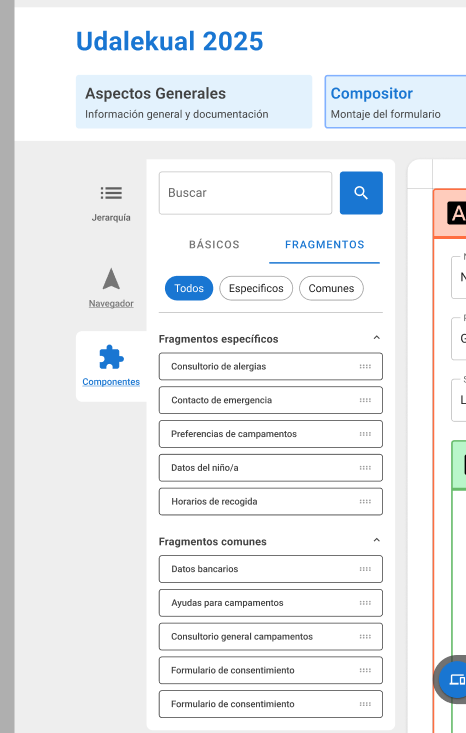 Udalekual 2025
Aspectos Generales
Información general y documentación
Compositor
Montaje del formulario
Jerarquía
Navegador
Componentes
Buscar
BÁSICOS
FRAGMENTOS
Todos
Especificos
Comunes
Fragmentos específicos
Consultorio de alergias
Contacto de emergencia
Preferencias de campamentos
Datos del niño/a
Horarios de recogida
Fragmentos comunes
Datos bancarios
Ayudas para campamentos
Consultorio general campamentos
Formulario de consentimiento
Formulario de consentimiento
A